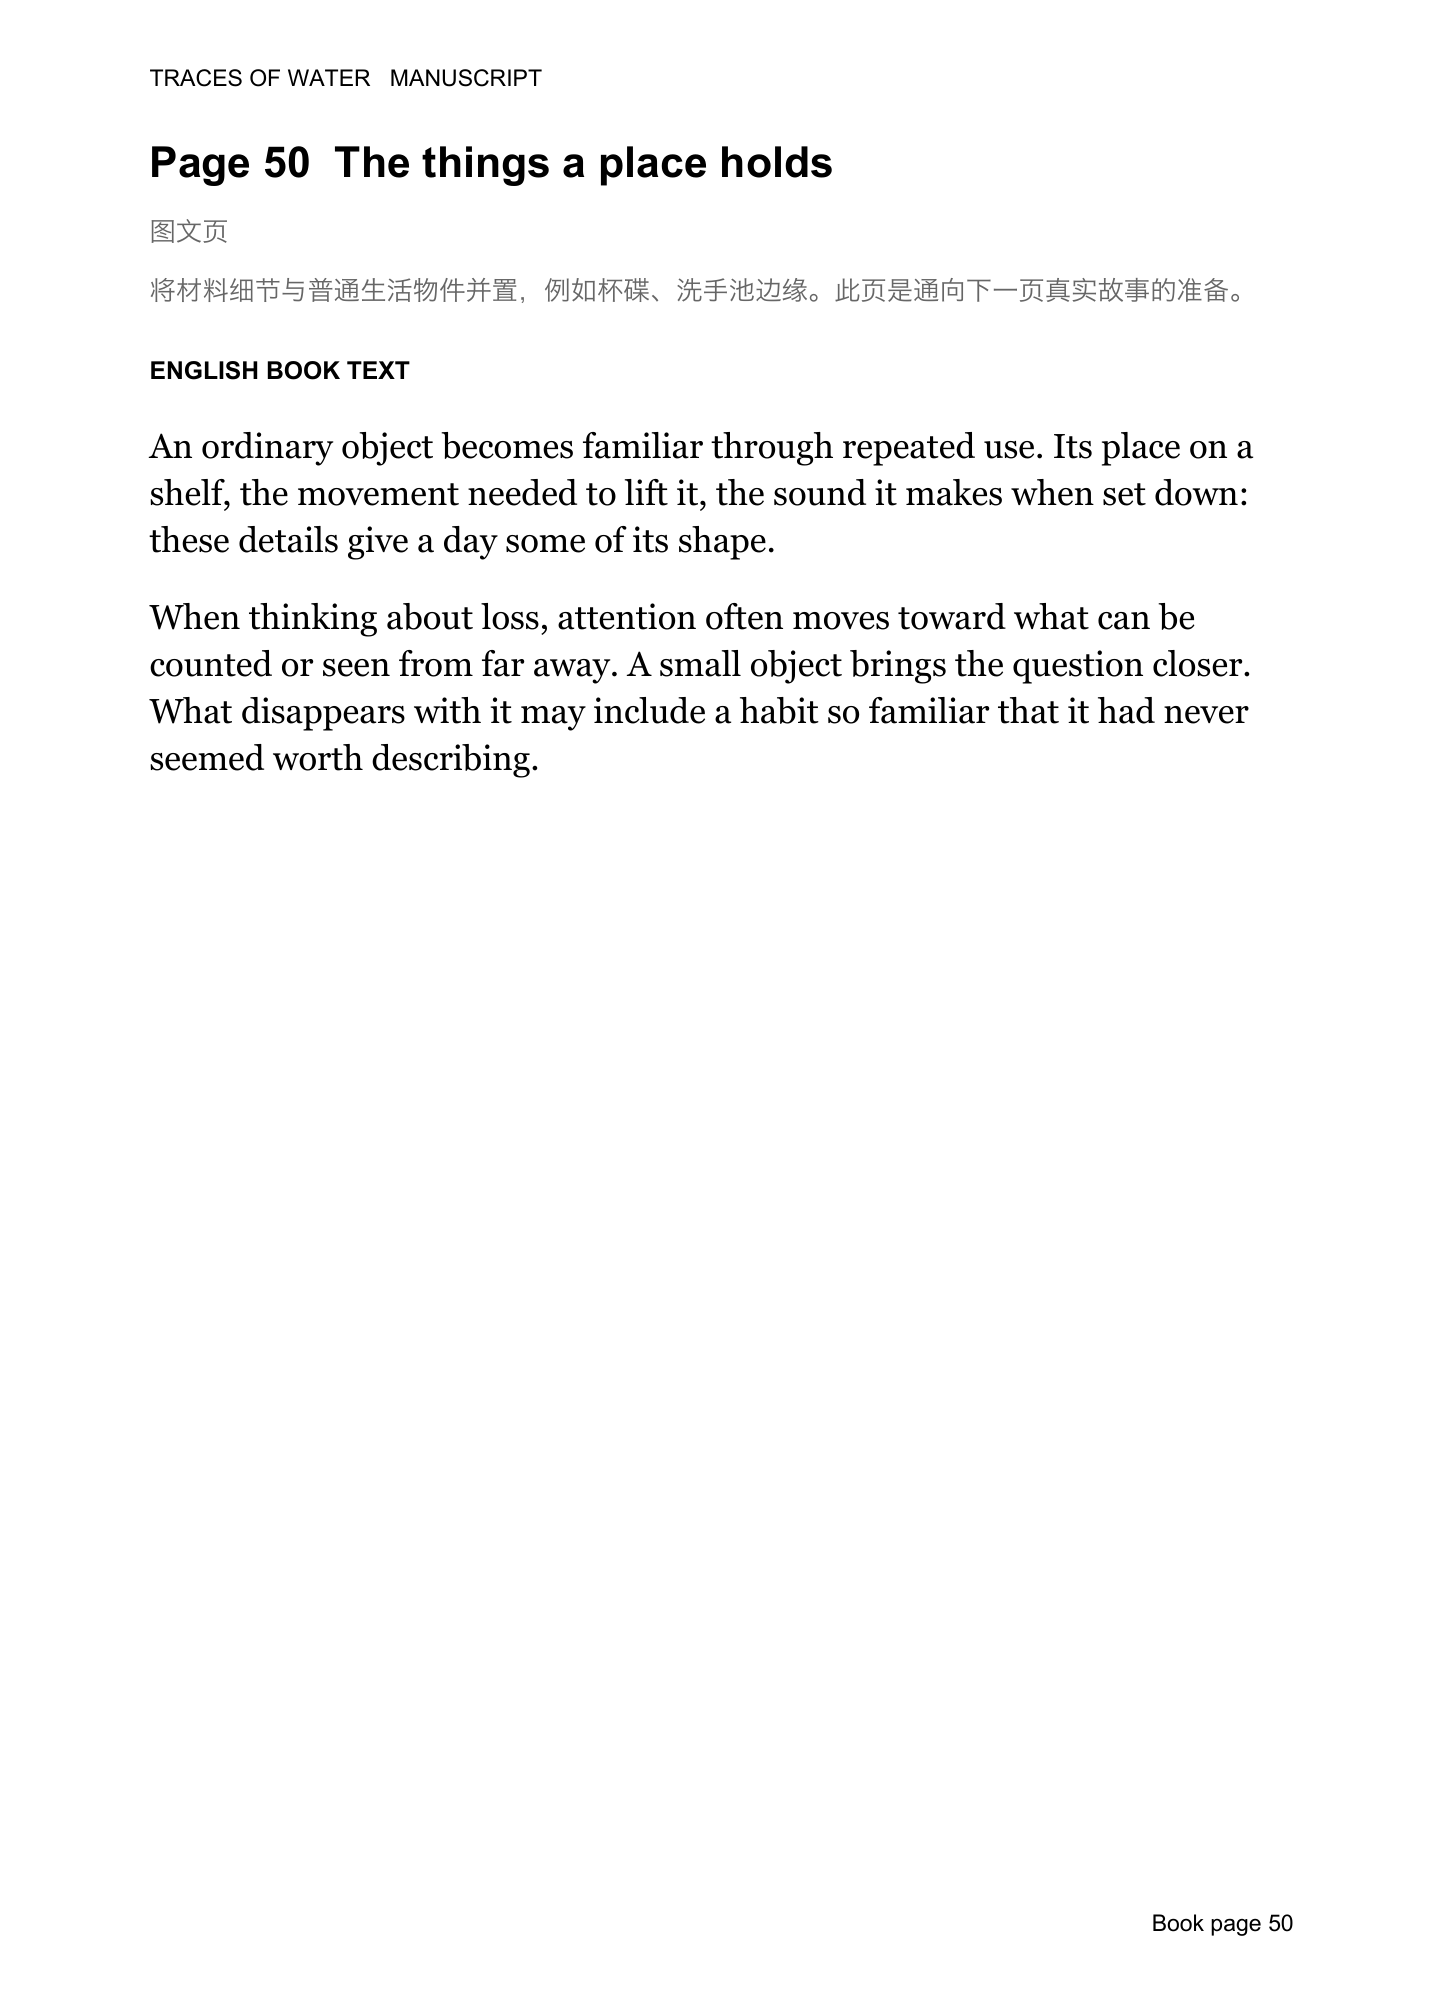 TRACES OF WATER   MANUSCRIPT
Page 50  The things a place holds
图文页
将材料细节与普通生活物件并置，例如杯碟、洗手池边缘。此页是通向下一页真实故事的准备。
ENGLISH BOOK TEXT
An ordinary object becomes familiar through repeated use. Its place on a
shelf, the movement needed to lift it, the sound it makes when set down:
these details give a day some of its shape.
When thinking about loss, attention often moves toward what can be
counted or seen from far away. A small object brings the question closer.
What disappears with it may include a habit so familiar that it had never
seemed worth describing.
Book page 50